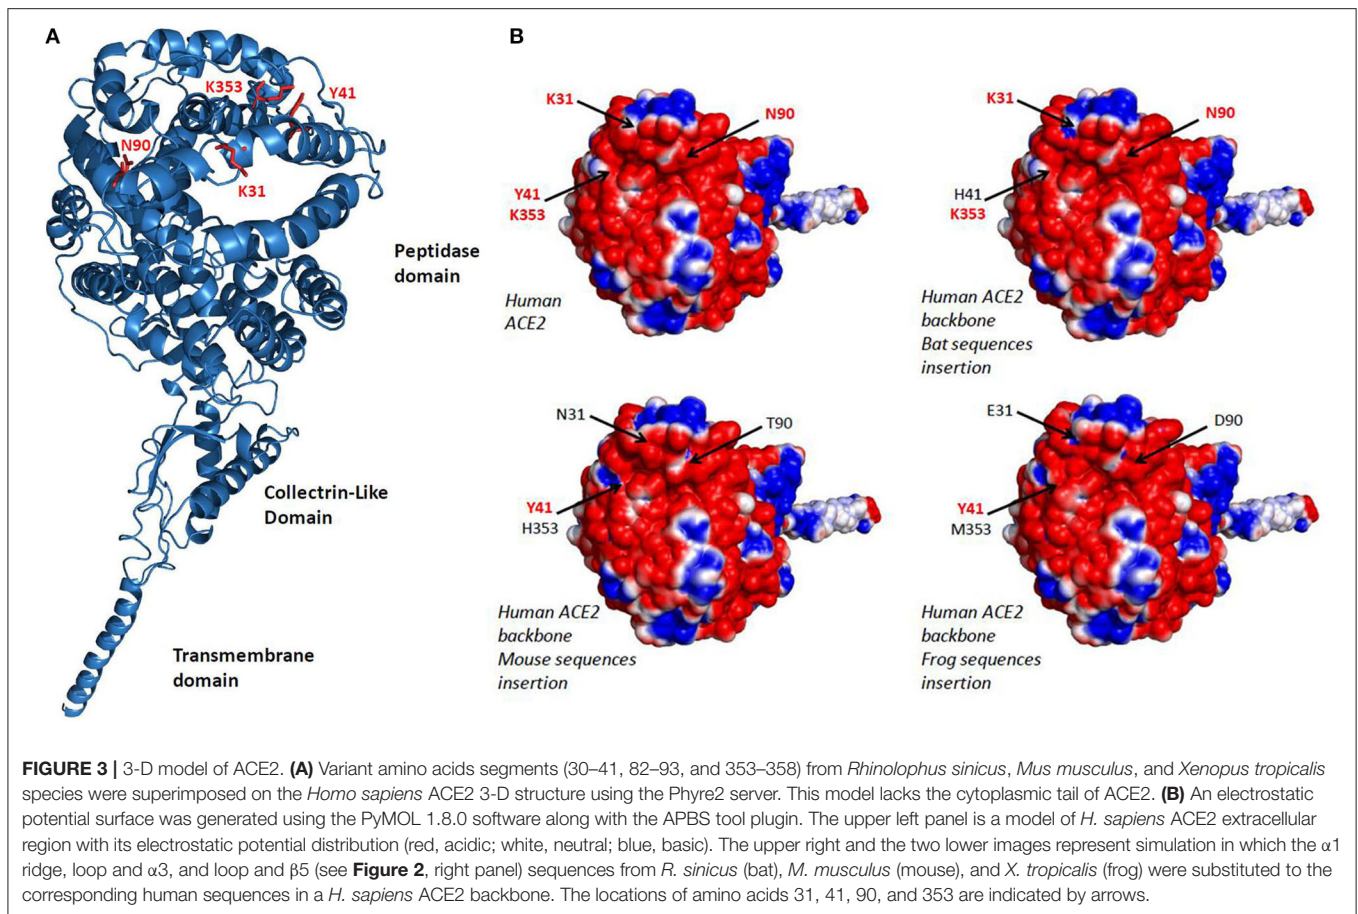 A
K353
Y41
N90
K31
Peptidase
domain
Collectrin-Like
Domain
Transmembrane
domain
B
K31
N90
Y41
K353
Human
ACE2
K31
N90
H41
K353
Human ACE2
backbone
Bat sequences
insertion
N31
T90
Y41
H353
Human ACE2
backbone
Mouse sequences
insertion
E31
D90
Y41
M353
Human ACE2
backbone
Frog sequences
insertion
FIGURE 3 | 3-D model of ACE2. (A) Variant amino acids segments (30–41, 82–93, and 353–358) from Rhinolophus sinicus, Mus musculus, and Xenopus tropicalis
species were superimposed on the Homo sapiens ACE2 3-D structure using the Phyre2 server. This model lacks the cytoplasmic tail of ACE2. (B) An electrostatic
potential surface was generated using the PyMOL 1.8.0 software along with the APBS tool plugin. The upper left panel is a model of H. sapiens ACE2 extracellular
region with its electrostatic potential distribution (red, acidic; white, neutral; blue, basic). The upper right and the two lower images represent simulation in which the α1
ridge, loop and α3, and loop and β5 (see Figure 2, right panel) sequences from R. sinicus (bat), M. musculus (mouse), and X. tropicalis (frog) were substituted to the
corresponding human sequences in a H. sapiens ACE2 backbone. The locations of amino acids 31, 41, 90, and 353 are indicated by arrows.